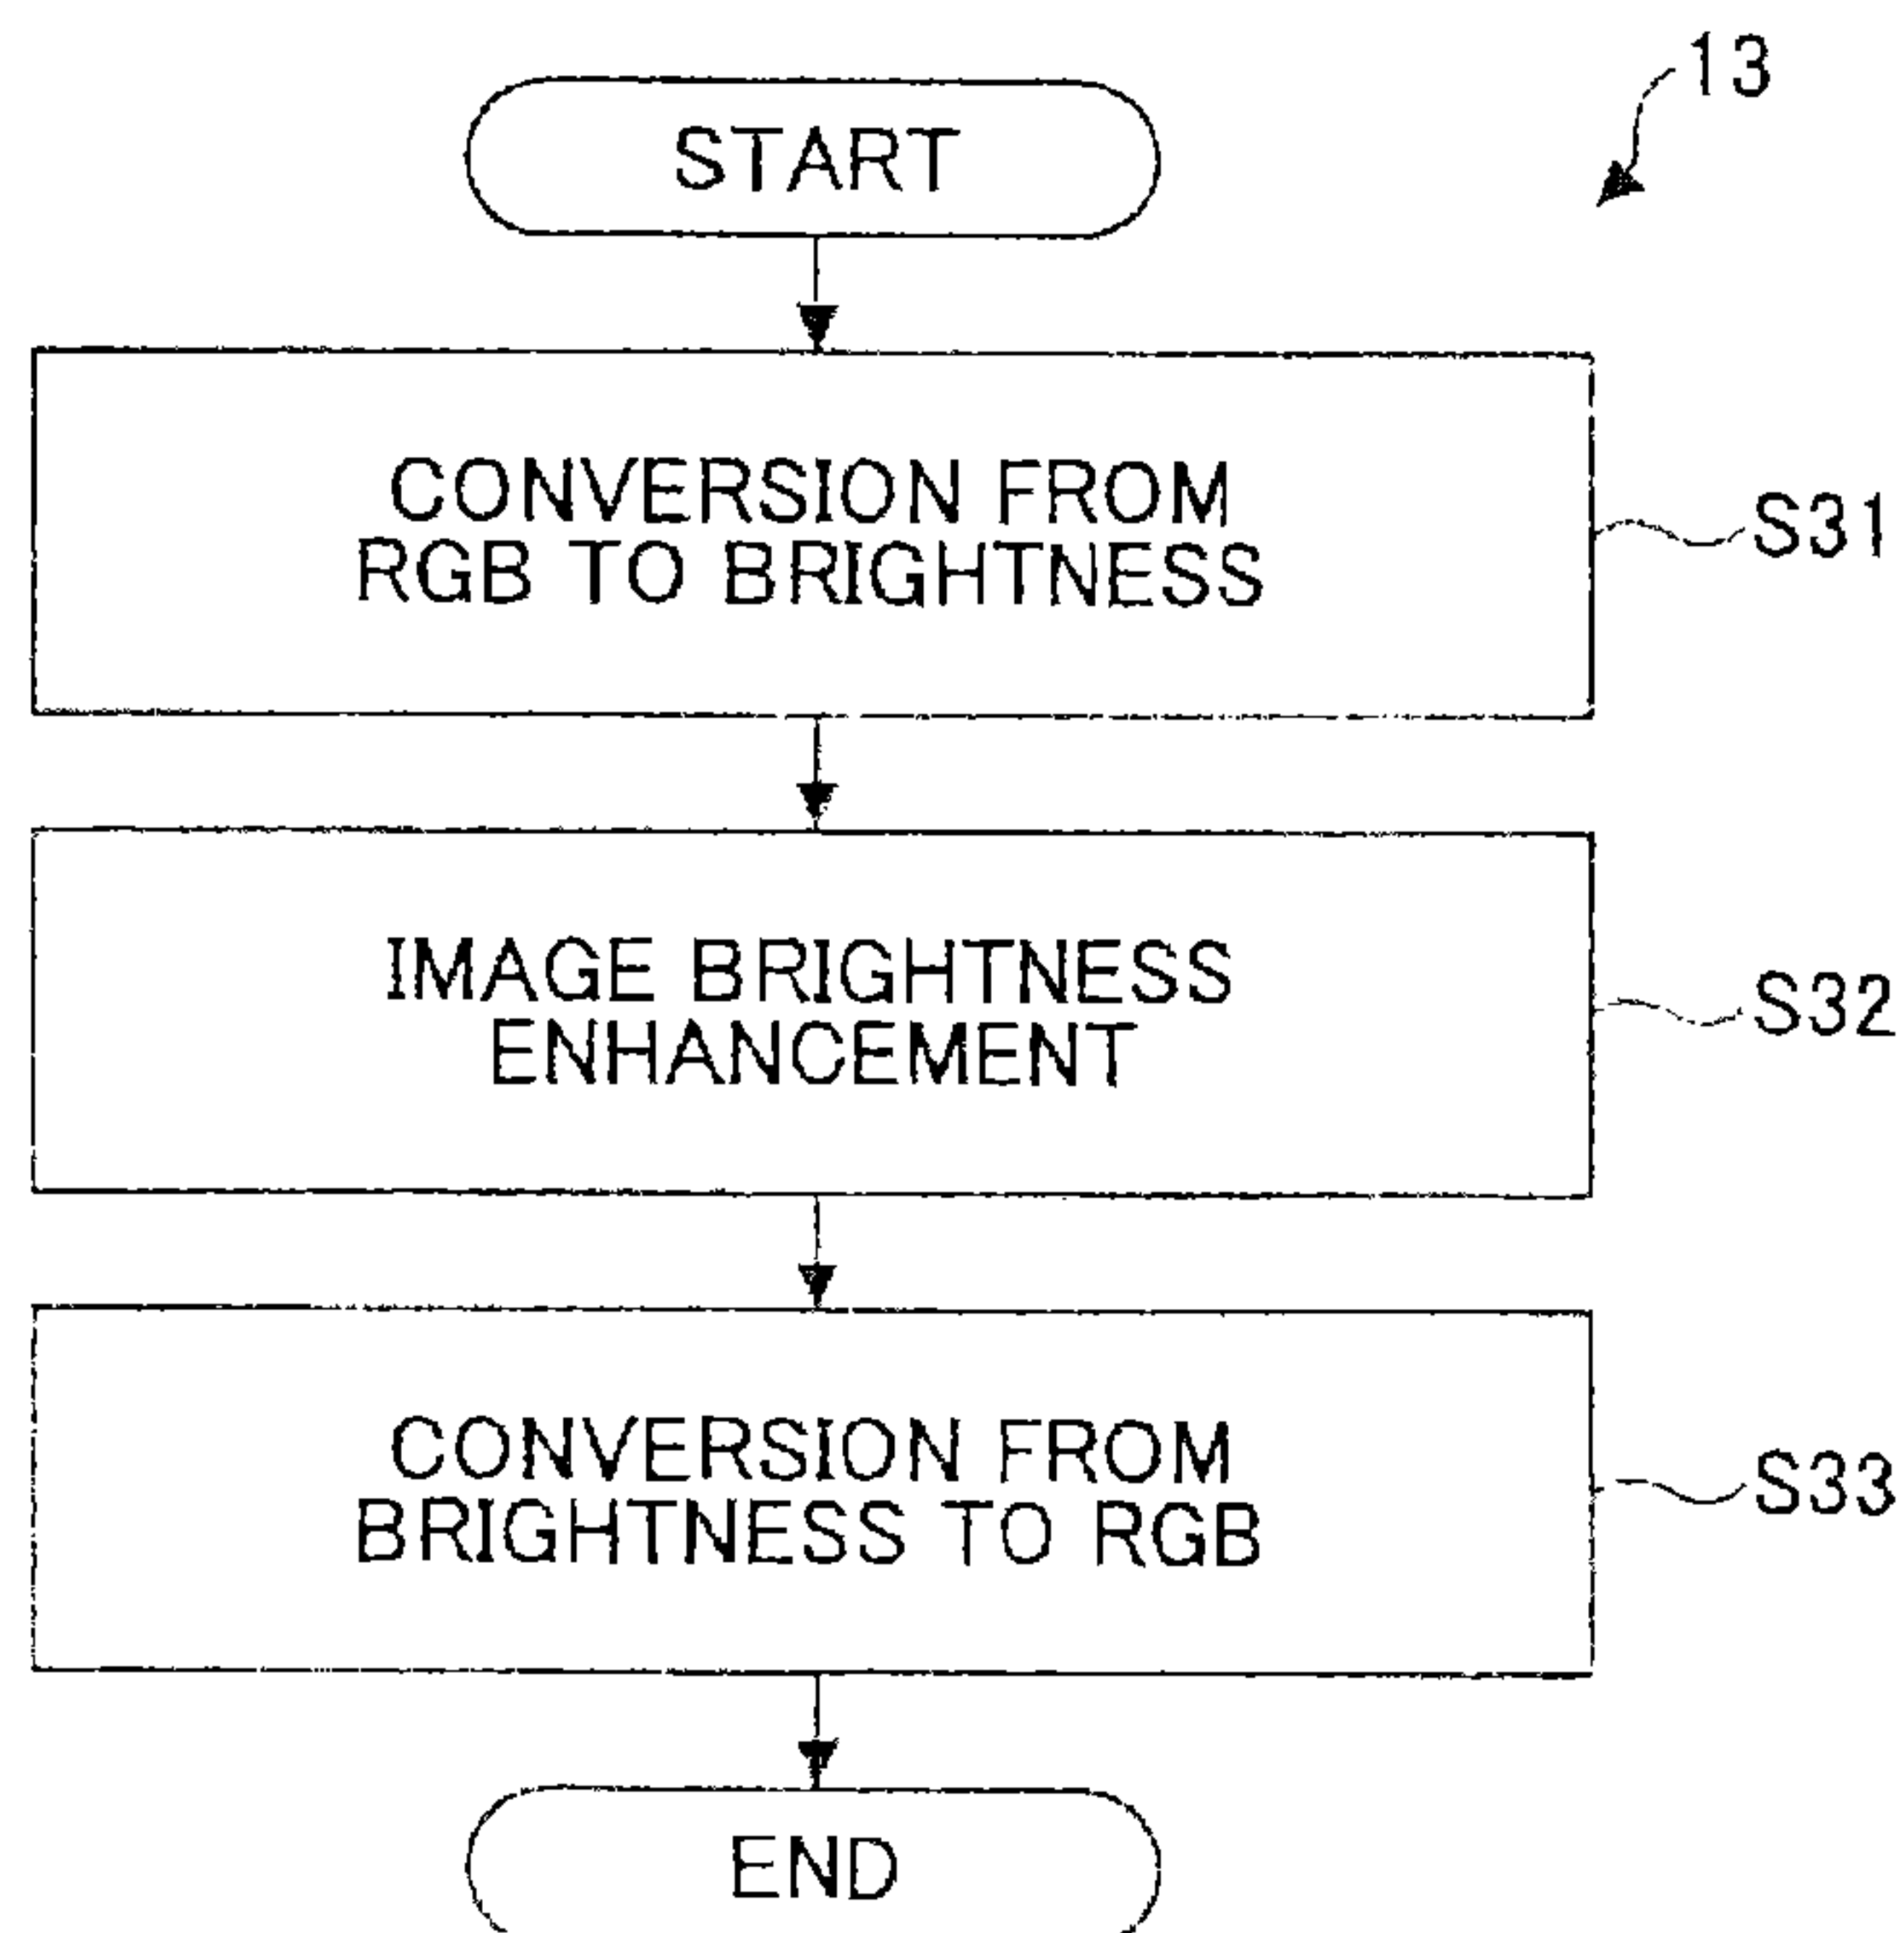 13
START
CONVERSION FROM
RGB TO BRIGHTNESS
S31
IMAGE BRIGHTNESS
ENHANCEMENT
S32
CONVERSION FROM
BRIGHTNESS TO RGB
S33
END